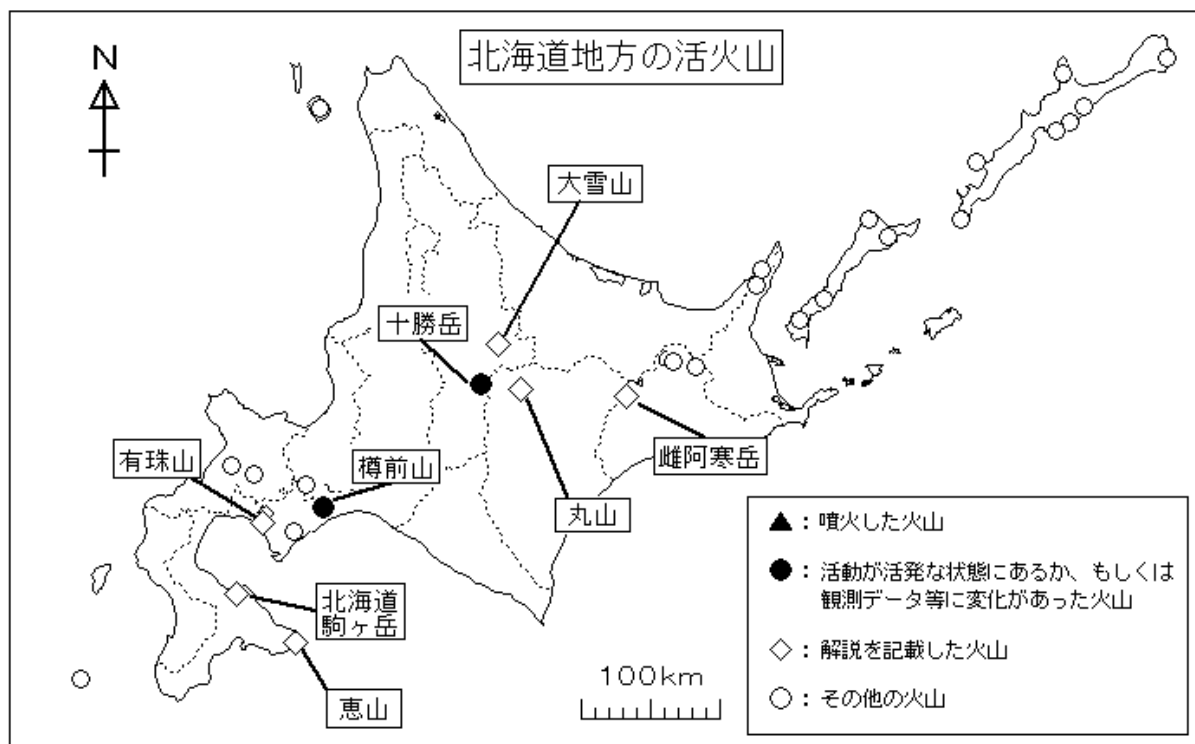 北海道地方の活火山
N
大雪山
十勝岳
有珠山
樽前山
雌阿寒岳
丸山
北海道
駒ヶ岳
恵山
100km
▲：噴火した火山
●：活動が活発な状態にあるか、もしくは
観測データ等に変化があった火山
◇：解説を記載した火山
○：その他の火山